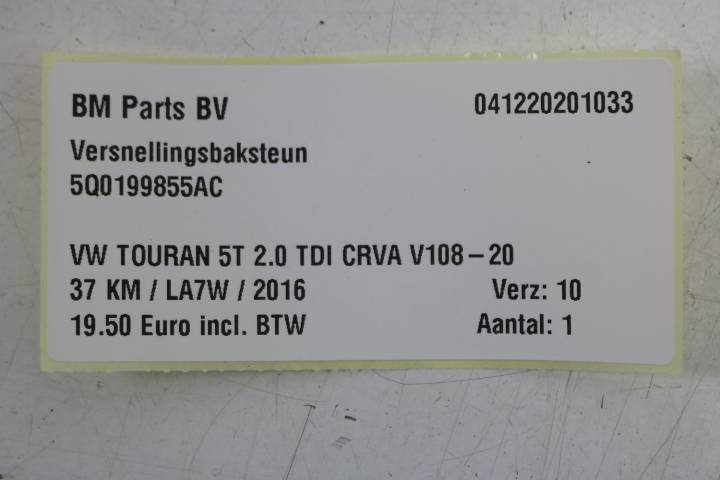 BM Parts BV 041220201033
Versnellingsbaksteun
5Q0199855AC
VW TOURAN 5T 2.0 TDI CRVA V108-20
37 KM / LA7W / 2016 Verz: 10
19.50 Euro incl. BTW Aantal: 1